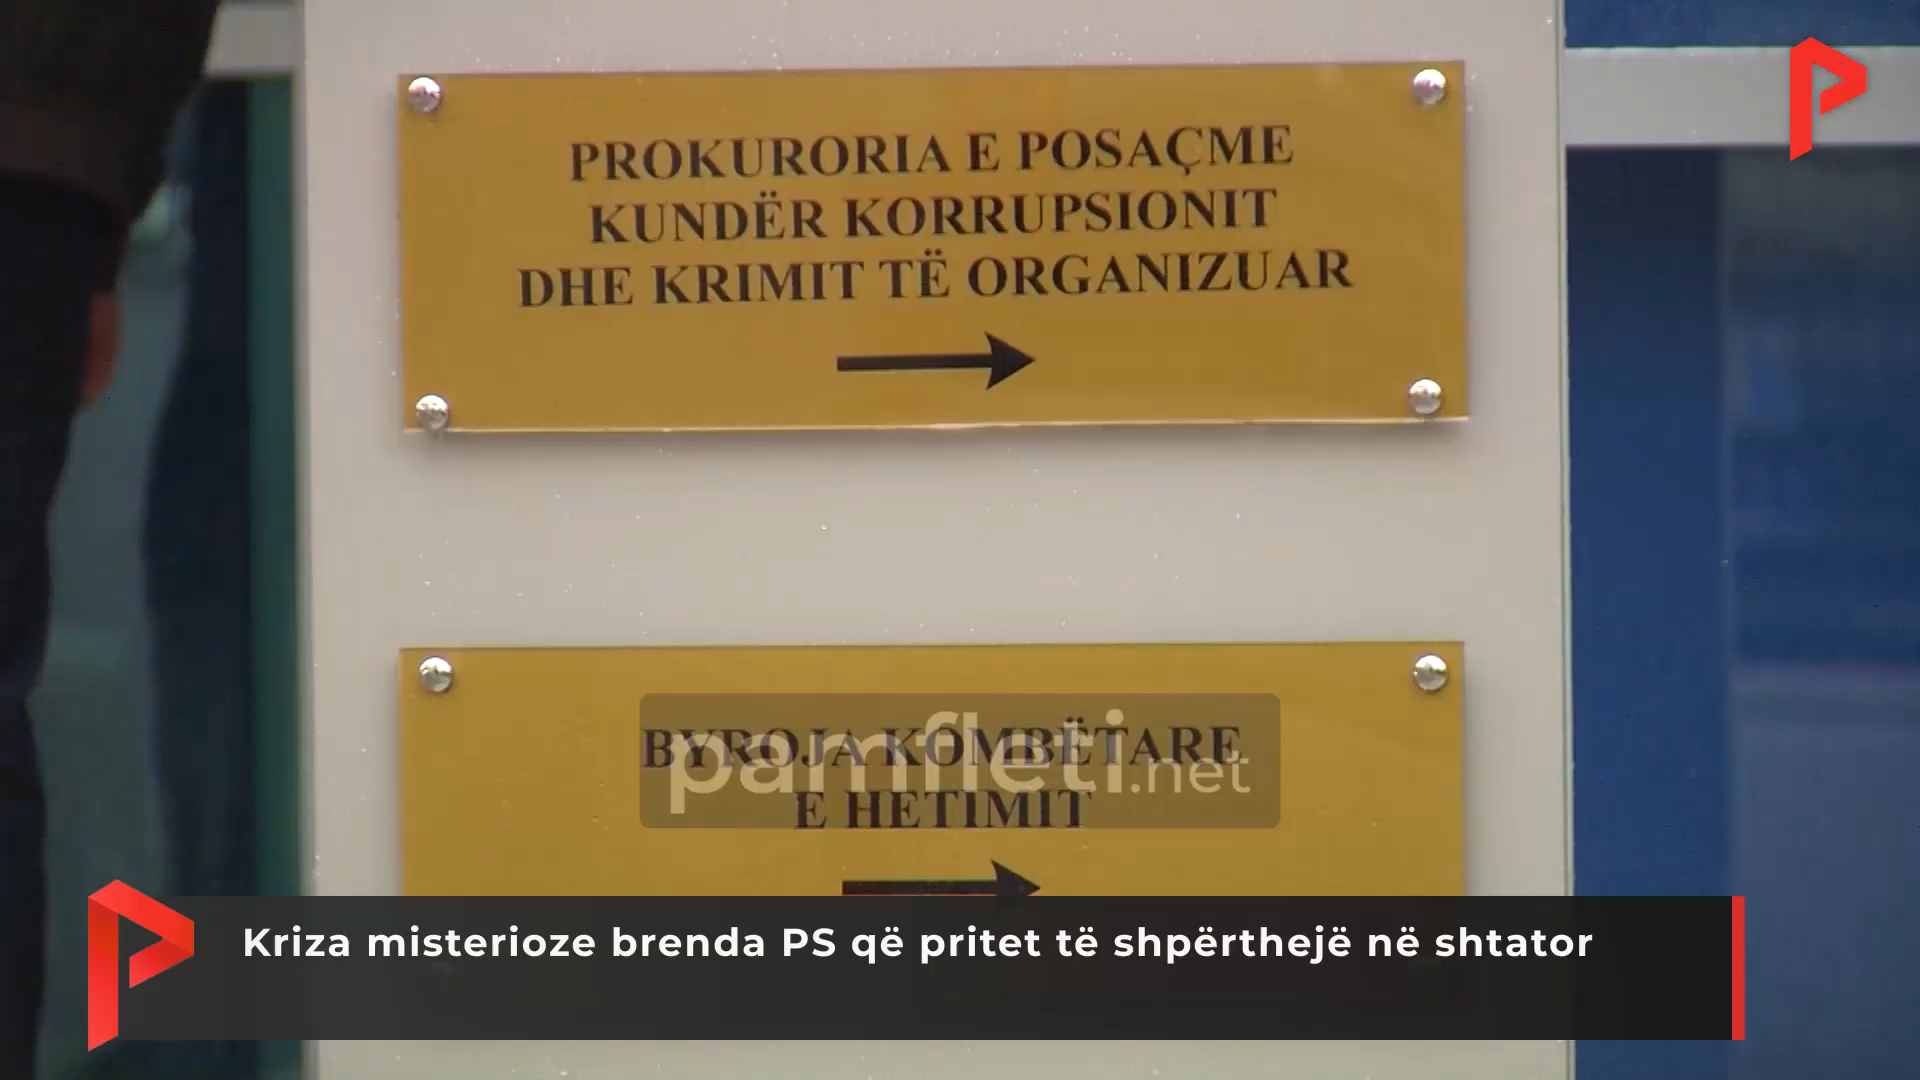 PROKURORIA E POSAÇME
KUNDËR KORRUPSIONIT
DHE KRIMIT TË ORGANIZUAR
BYROJA KOMBËTARE
E HETIMIT
pamfleti.net
Kriza misterioze brenda PS që pritet të shpërthejë në shtator